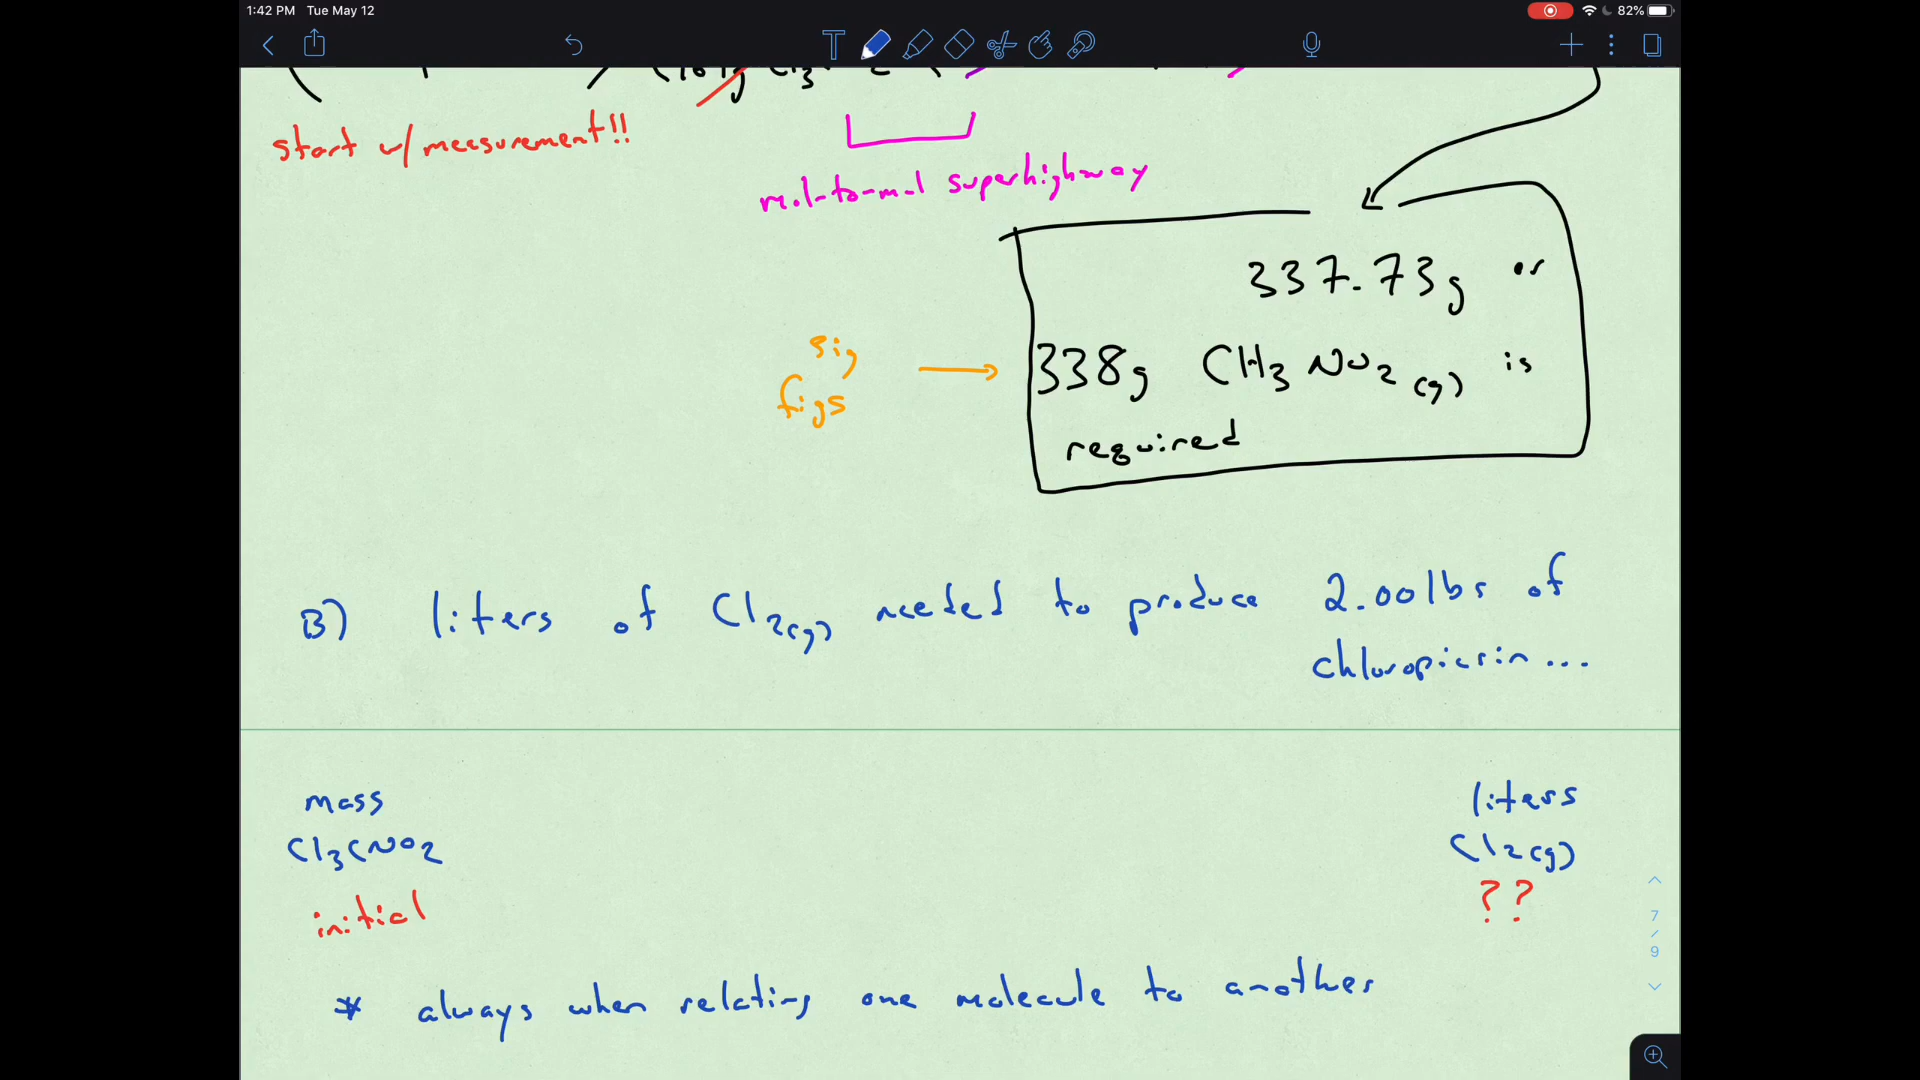 1:42 PM Tue May 12
82%
start w/ measurement!!
mol-to-mol superhighway
337.73g or
sig
figs
338g CH3NO2(g) is
required
B) liters of Cl2(g) needed to produce 2.00lbs of
chloropicrin...
mass
Cl3CNO2
initial
liters
Cl2(g)
??
7
/
9
* always when relating one molecule to another